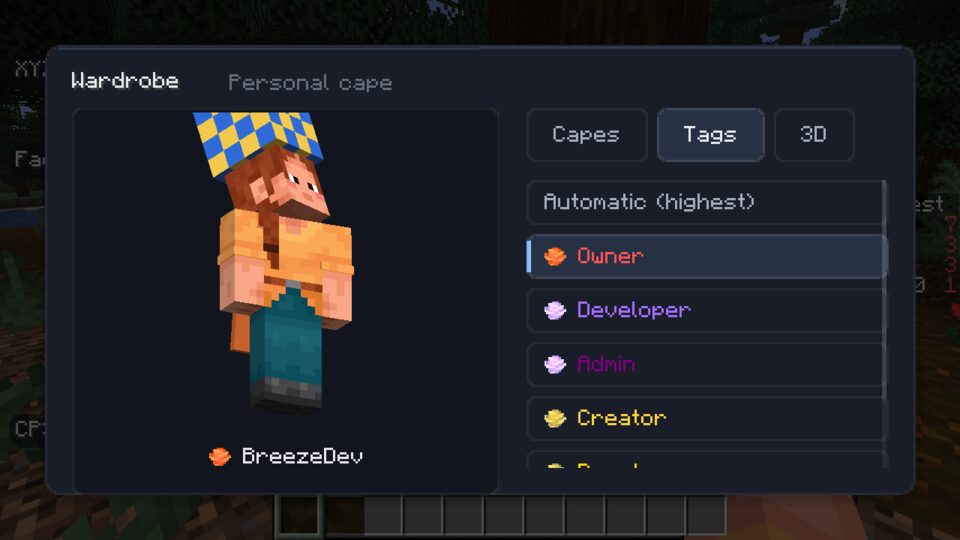 Wardrobe
Personal cape
Capes
Tags
3D
Automatic (highest)
Owner
Developer
Admin
Creator
BreezeDev